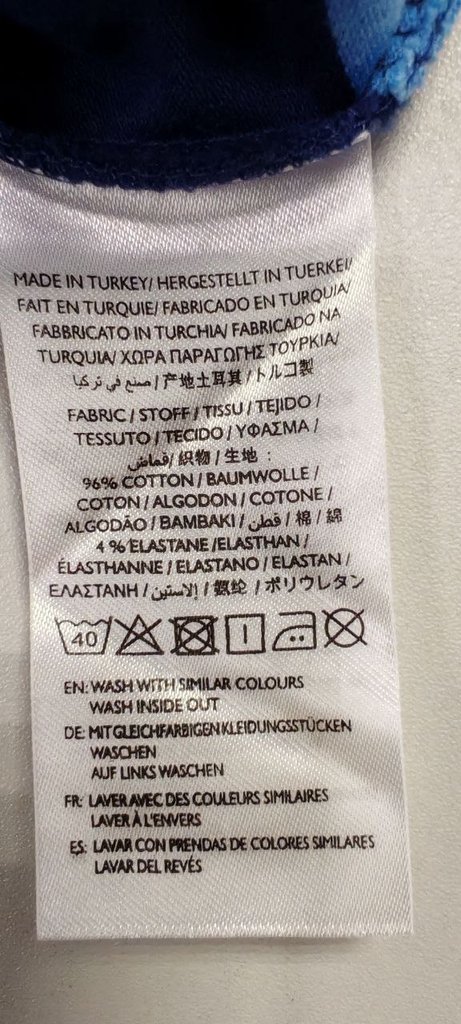 MADE IN TURKEY/ HERGESTELLT IN TUERKEI/
FAIT EN TURQUIE/ FABRICADO EN TURQUIA/
FABBRICATO IN TURCHIA/ FABRICADO NA
TURQUIA/ ΧΩΡΑ ΠΑΡΑΓΩΓΗΣ ΤΟΥΡΚΙΑ/
صنع في تركيا / 产地土耳其 / トルコ製
FABRIC / STOFF / TISSU / TEJIDO /
TESSUTO / TECIDO / ΥΦΑΣΜΑ /
قماش/ 織物 / 生地 :
96% COTTON / BAUMWOLLE /
COTON / ALGODON / COTONE /
ALGODÃO / BAMBAKI / قطن / 棉 / 綿
4 % ELASTANE /ELASTHAN /
ÉLASTHANNE / ELASTANO / ELASTAN /
ΕΛΑΣΤΑΝΗ / الاستين / 氨纶 / ポリウレタン
40
EN: WASH WITH SIMILAR COLOURS
WASH INSIDE OUT
DE: MIT GLEICHFARBIGEN KLEIDUNGSSTÜCKEN
WASCHEN
AUF LINKS WASCHEN
FR: LAVER AVEC DES COULEURS SIMILAIRES
LAVER À L'ENVERS
ES: LAVAR CON PRENDAS DE COLORES SIMILARES
LAVAR DEL REVÉS